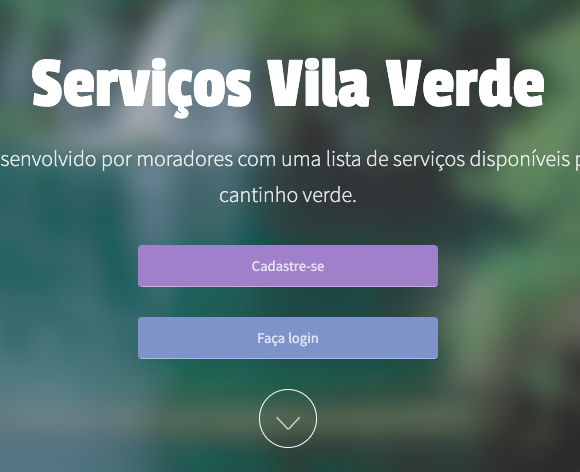 Serviços Vila Verde
senvolvido por moradores com uma lista de serviços disponíveis
cantinho verde.
Cadastre-se
Faça login